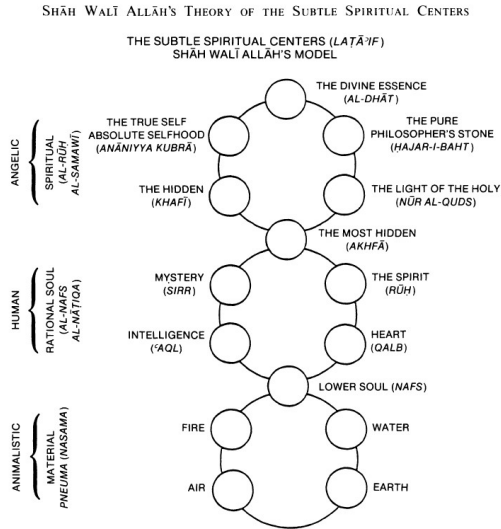 SHĀH WALĪ ALLĀH'S THEORY OF THE SUBTLE SPIRITUAL CENTERS
THE SUBTLE SPIRITUAL CENTERS (LAṬĀʾIF)
SHĀH WALĪ ALLĀH'S MODEL
THE DIVINE ESSENCE
(AL-DHĀT)
THE TRUE SELF
ABSOLUTE SELFHOOD
(ANĀNIYYA KUBRĀ)
THE PURE
PHILOSOPHER'S STONE
(HAJAR-I-BAHT)
ANGELIC
SPIRITUAL
(AL-RŪḤ
AL-SAMAWĪ)
THE HIDDEN
(KHAFĪ)
THE LIGHT OF THE HOLY
(NŪR AL-QUDS)
THE MOST HIDDEN
(AKHFĀ)
MYSTERY
(SIRR)
THE SPIRIT
(RŪḤ)
HUMAN
RATIONAL SOUL
(AL-NAFS
AL-NĀṬIQA)
INTELLIGENCE
(ʿAQL)
HEART
(QALB)
LOWER SOUL (NAFS)
FIRE
WATER
ANIMALISTIC
MATERIAL
PNEUMA (NASAMA)
AIR
EARTH